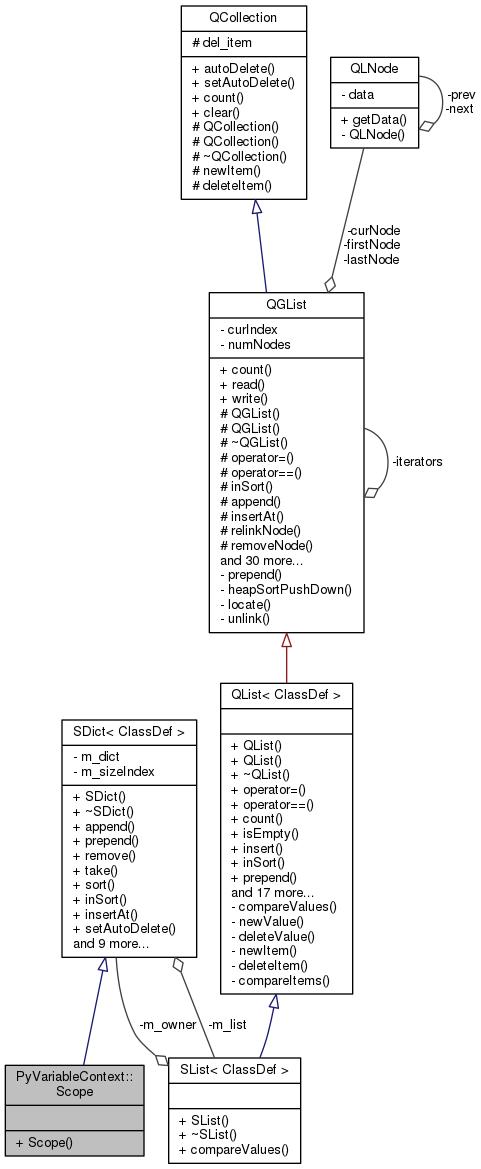 QCollection
# del_item
+ autoDelete()
+ setAutoDelete()
+ count()
+ clear()
# QCollection()
# QCollection()
# ~QCollection()
# newItem()
# deleteItem()
QLNode
- data
+ getData()
- QLNode()
-prev
-next
-curNode
-firstNode
-lastNode
QGList
- curIndex
- numNodes
+ count()
+ read()
+ write()
# QGList()
# QGList()
# ~QGList()
# operator=()
# operator==()
# inSort()
# append()
# insertAt()
# relinkNode()
# removeNode()
and 30 more...
- prepend()
- heapSortPushDown()
- locate()
- unlink()
-iterators
QList< ClassDef >
+ QList()
+ QList()
+ ~QList()
+ operator=()
+ operator==()
+ count()
+ isEmpty()
+ insert()
+ inSort()
+ prepend()
and 17 more...
- compareValues()
- newValue()
- deleteValue()
- newItem()
- deleteItem()
- compareItems()
SDict< ClassDef >
- m_dict
- m_sizeIndex
+ SDict()
+ ~SDict()
+ append()
+ prepend()
+ remove()
+ take()
+ sort()
+ inSort()
+ insertAt()
+ setAutoDelete()
and 9 more...
-m_owner
-m_list
PyVariableContext::
Scope
+ Scope()
SList< ClassDef >
+ SList()
+ ~SList()
+ compareValues()